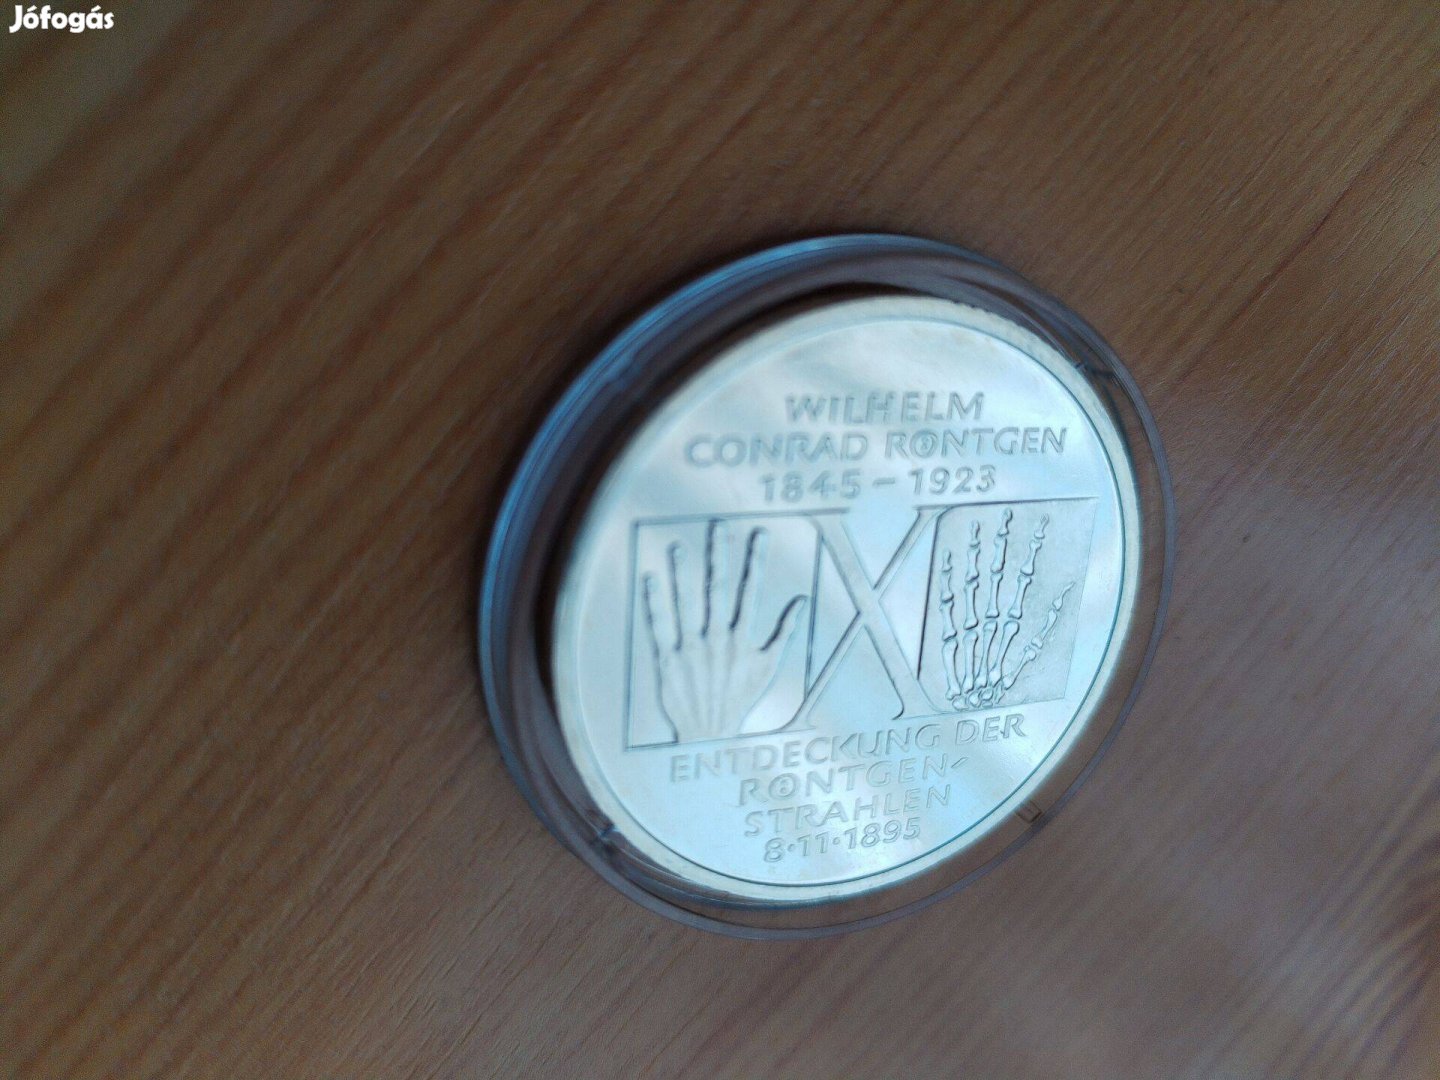 Jófogás
WILHELM
CONRAD RÖNTGEN
1845 – 1923
X
ENTDECKUNG DER
RÖNTGEN-
STRAHLEN
8·11·1895